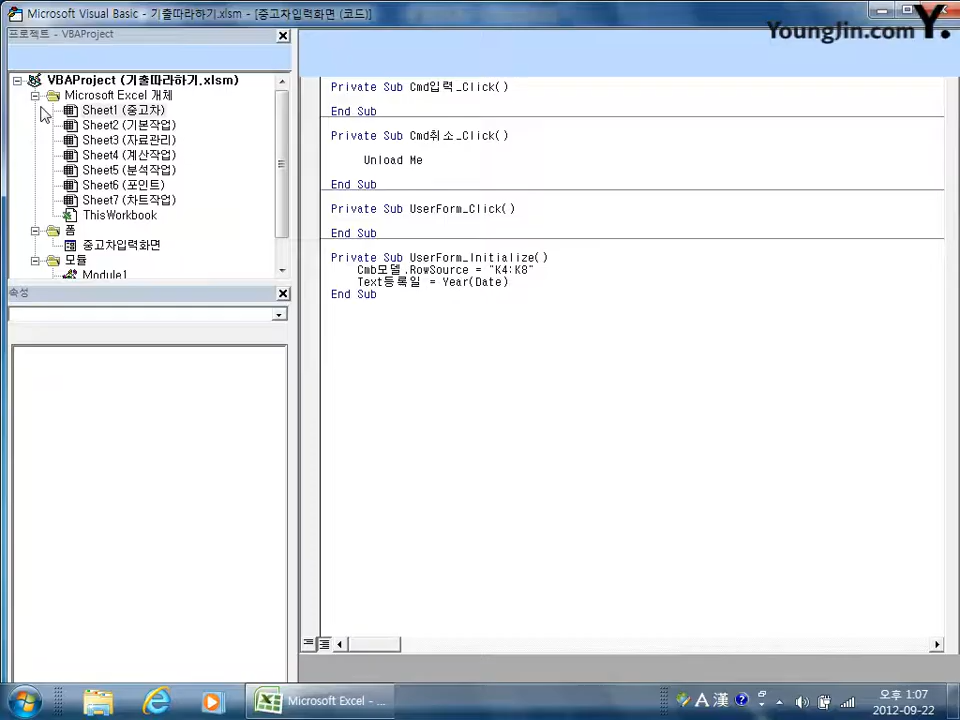 Microsoft Visual Basic - 기출따라하기.xlsm - [중고차입력화면 (코드)]
YoungJin.com Y.
프로젝트 - VBAProject
VBAProject (기출따라하기.xlsm)
Microsoft Excel 개체
Sheet1 (중고차)
Sheet2 (기본작업)
Sheet3 (자료관리)
Sheet4 (계산작업)
Sheet5 (분석작업)
Sheet6 (포인트)
Sheet7 (차트작업)
ThisWorkbook
폼
중고차입력화면
모듈
Module1
속성
Private Sub Cmd입력_Click()
End Sub
Private Sub Cmd취소_Click()
Unload Me
End Sub
Private Sub UserForm_Click()
End Sub
Private Sub UserForm_Initialize()
Cmb모델.RowSource = "K4:K8"
Text등록일 = Year(Date)
End Sub
Microsoft Excel - ...
A 漢
오후 1:07
2012-09-22